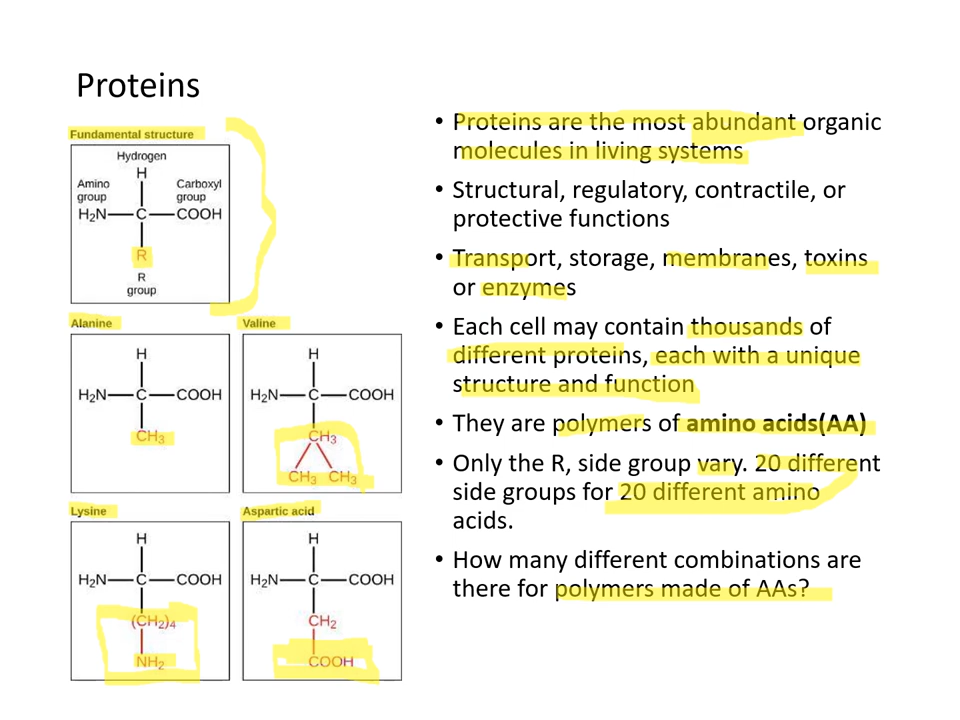 Proteins
Fundamental structure
Hydrogen
H
Amino
group
Carboxyl
group
H₂N—C—COOH
R
R
group
Alanine
H
H₂N—C—COOH
CH₃
Valine
H
H₂N—C—COOH
CH₃
CH₃ CH₃
Lysine
H
H₂N—C—COOH
(CH₂)₄
NH₂
Aspartic acid
H
H₂N—C—COOH
CH₂
COOH
• Proteins are the most abundant organic
molecules in living systems
• Structural, regulatory, contractile, or
protective functions
• Transport, storage, membranes, toxins
or enzymes
• Each cell may contain thousands of
different proteins, each with a unique
structure and function
• They are polymers of amino acids(AA)
• Only the R, side group vary. 20 different
side groups for 20 different amino
acids.
• How many different combinations are
there for polymers made of AAs?